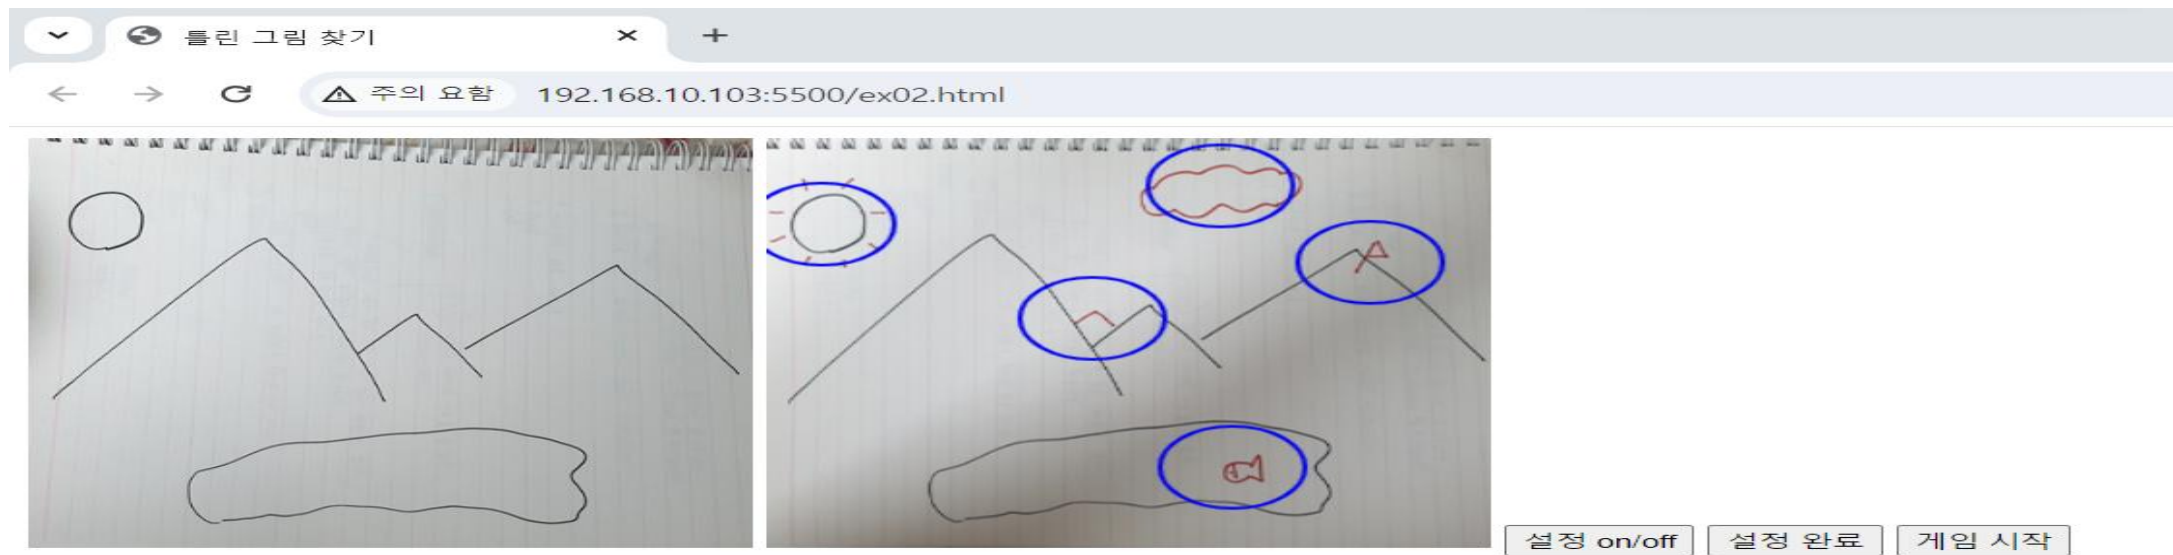 틀린 그림 찾기
주의 요함 192.168.10.103:5500/ex02.html
설정 on/off 설정 완료 게임 시작